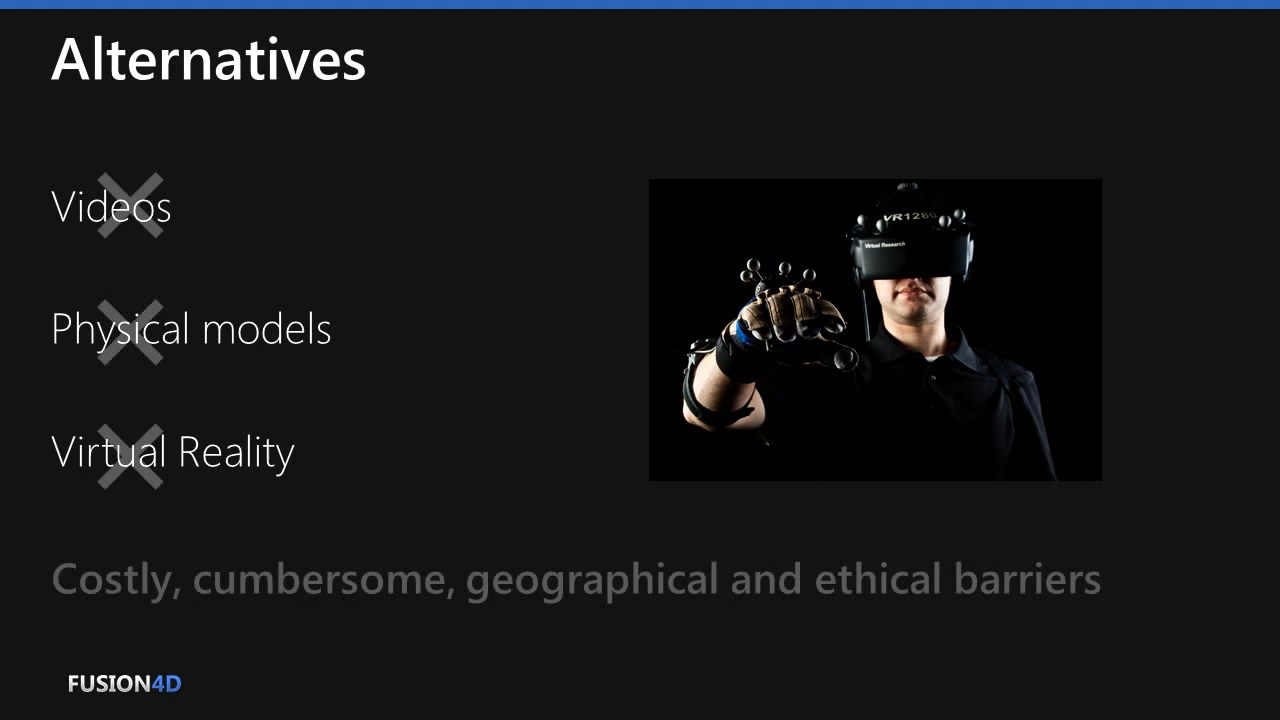 Alternatives
Videos
Physical models
Virtual Reality
VR1280
Virtual Research
Costly, cumbersome, geographical and ethical barriers
FUSION4D